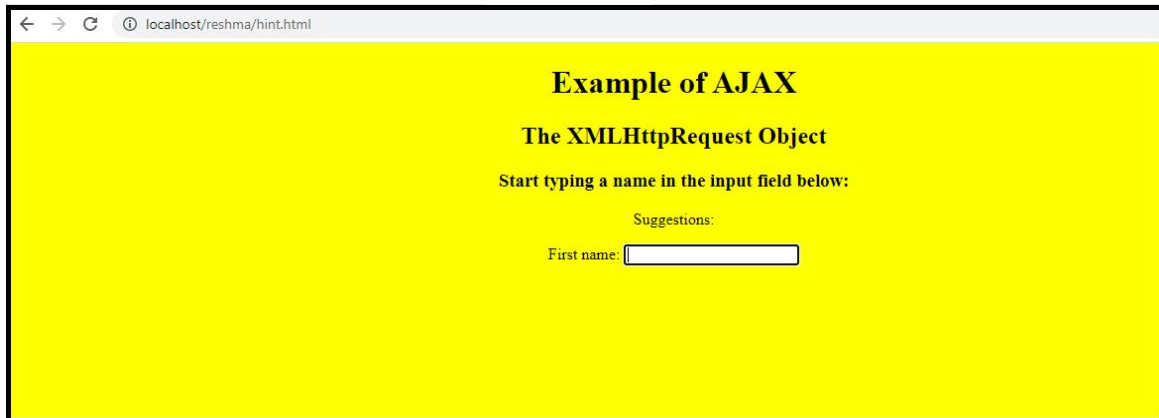 localhost/reshma/hint.html
Example of AJAX
The XMLHttpRequest Object
Start typing a name in the input field below:
Suggestions:
First name: